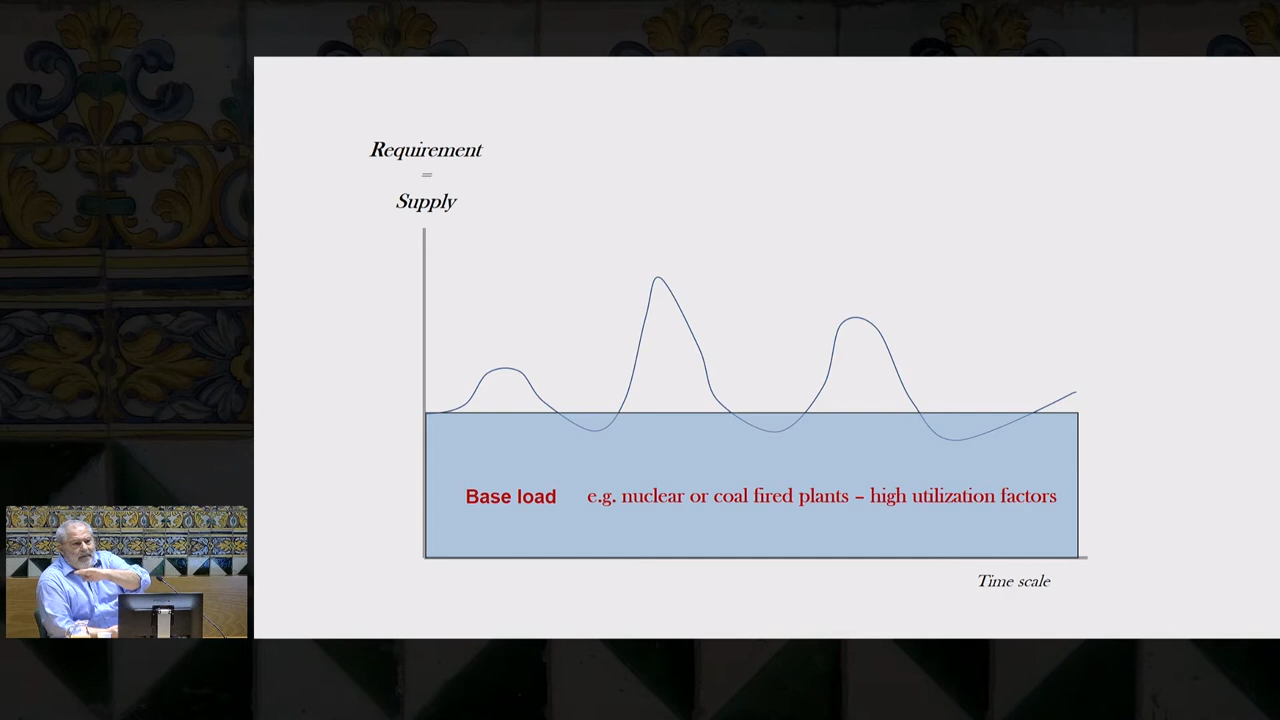 Requirement
=
Supply
Base load e.g. nuclear or coal fired plants – high utilization factors
Time scale